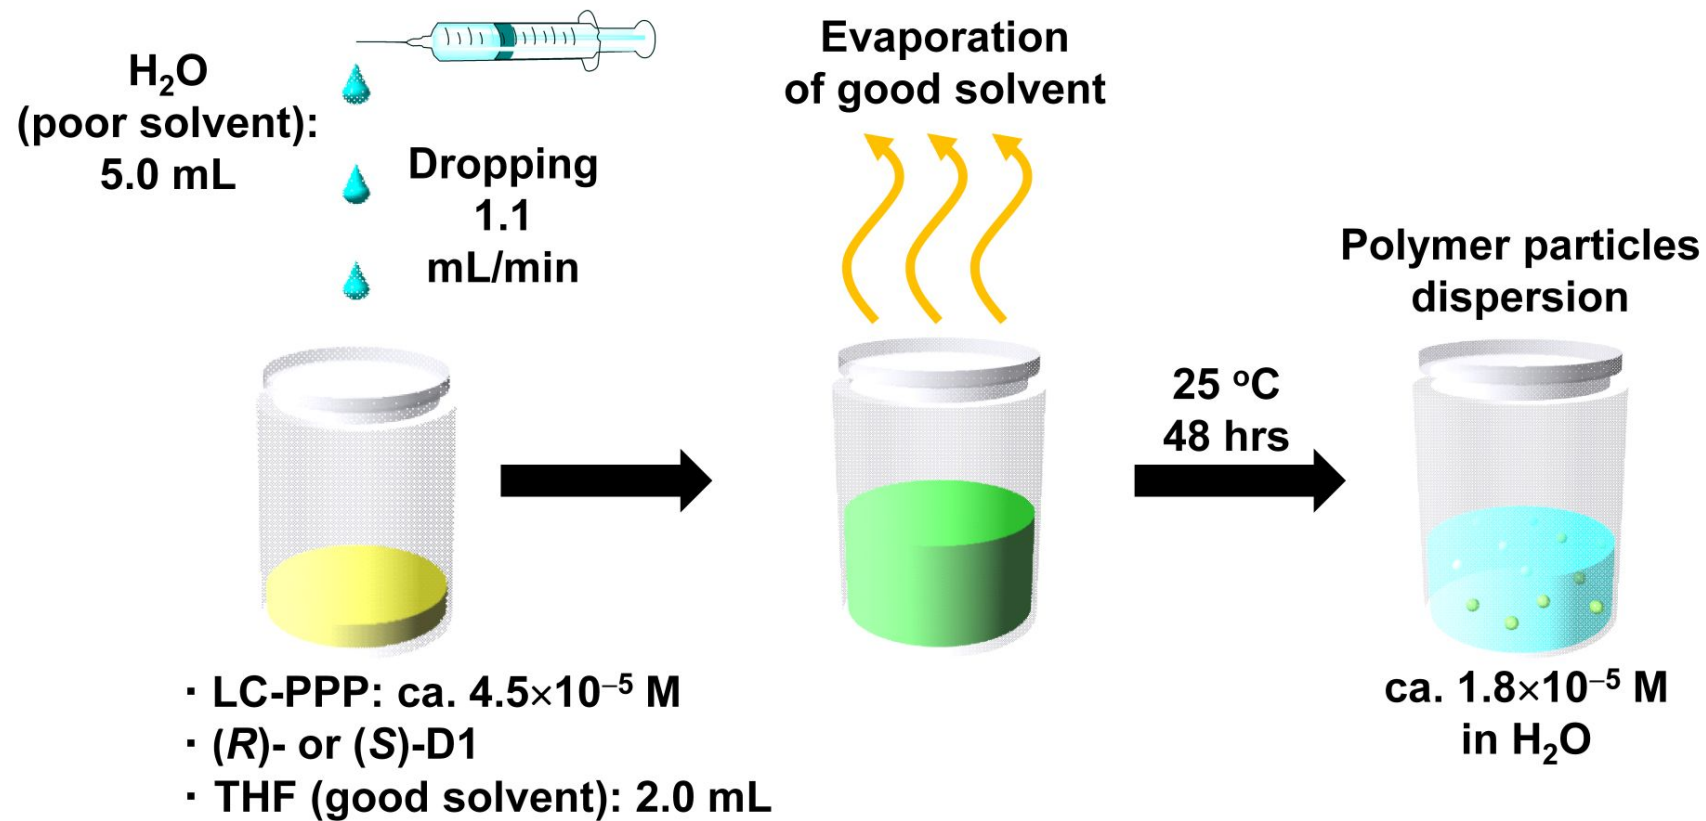 H₂O
(poor solvent):
5.0 mL
Dropping
1.1
mL/min
Evaporation
of good solvent
25 ᵒC
48 hrs
Polymer particles
dispersion
· LC-PPP: ca. 4.5×10⁻⁵ M
· (R)- or (S)-D1
· THF (good solvent): 2.0 mL
ca. 1.8×10⁻⁵ M
in H₂O